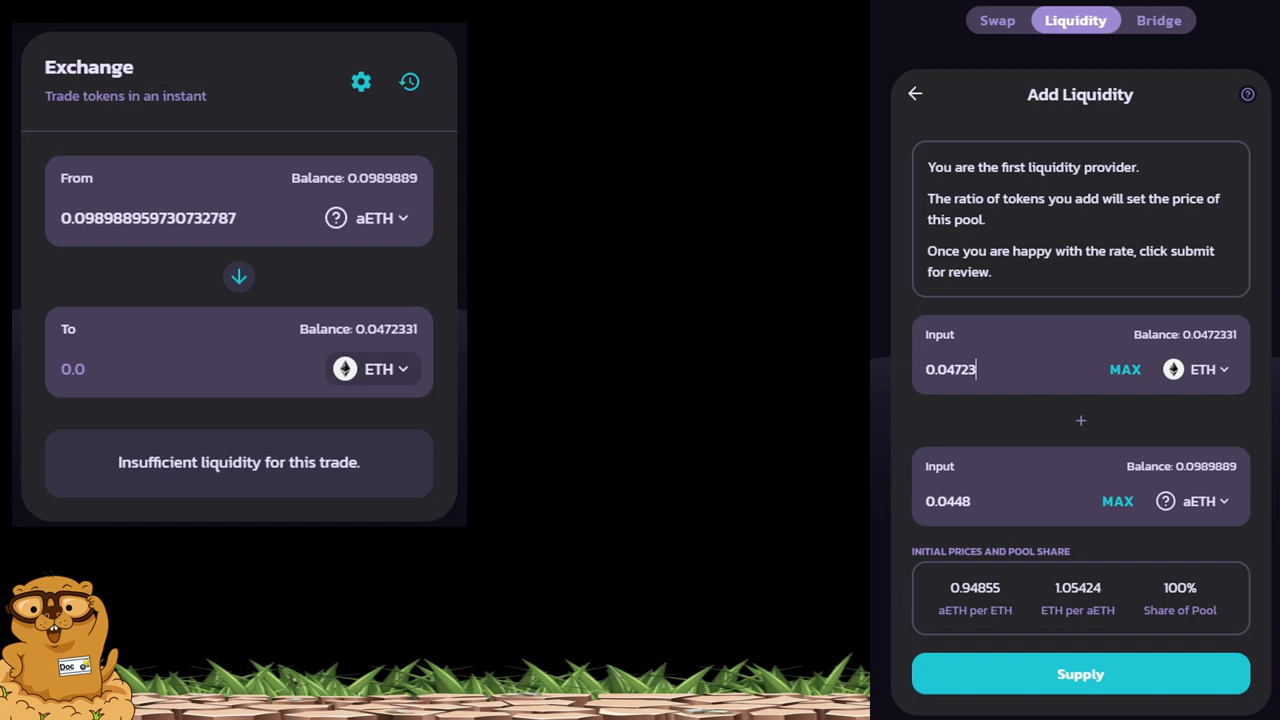 Exchange
Trade tokens in an instant
From
Balance: 0.0989889
0.098988959730732787
aETH
To
Balance: 0.0472331
0.0
ETH
Insufficient liquidity for this trade.
Doc
Swap
Liquidity
Bridge
Add Liquidity
You are the first liquidity provider.
The ratio of tokens you add will set the price of
this pool.
Once you are happy with the rate, click submit
for review.
Input
Balance: 0.0472331
0.04723
MAX
ETH
+
Input
Balance: 0.0989889
0.0448
MAX
aETH
INITIAL PRICES AND POOL SHARE
0.94855
1.05424
100%
aETH per ETH
ETH per aETH
Share of Pool
Supply